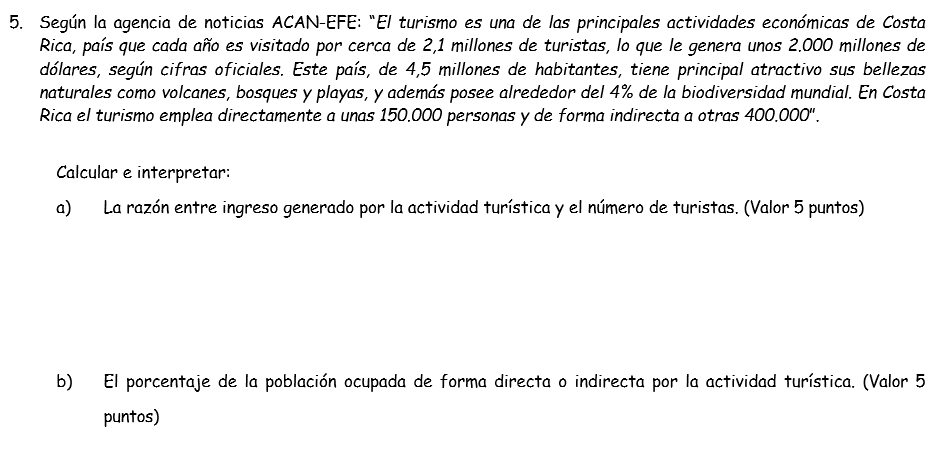 5. Según la agencia de noticias ACAN-EFE: "El turismo es una de las principales actividades económicas de Costa
Rica, país que cada año es visitado por cerca de 2,1 millones de turistas, lo que le genera unos 2.000 millones de
dólares, según cifras oficiales. Este país, de 4,5 millones de habitantes, tiene principal atractivo sus bellezas
naturales como volcanes, bosques y playas, y además posee alrededor del 4% de la biodiversidad mundial. En Costa
Rica el turismo emplea directamente a unas 150.000 personas y de forma indirecta a otras 400.000".
Calcular e interpretar:
a) La razón entre ingreso generado por la actividad turística y el número de turistas. (Valor 5 puntos)
b) El porcentaje de la población ocupada de forma directa o indirecta por la actividad turística. (Valor 5
puntos)